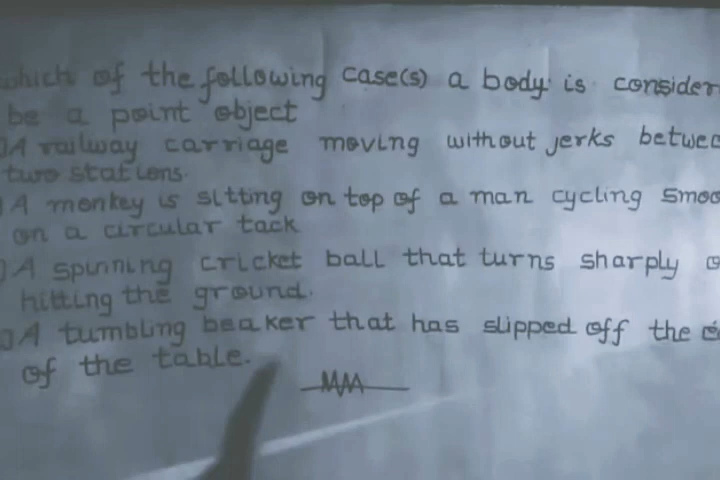 which of the following case(s) a body is consider
be a point object
A railway carriage moving without jerks betwee
two stations.
A monkey is sitting on top of a man cycling smoo
on a circular tack
A spinning cricket ball that turns sharply o
hitting the ground.
A tumbling beaker that has slipped off the e
of the table.